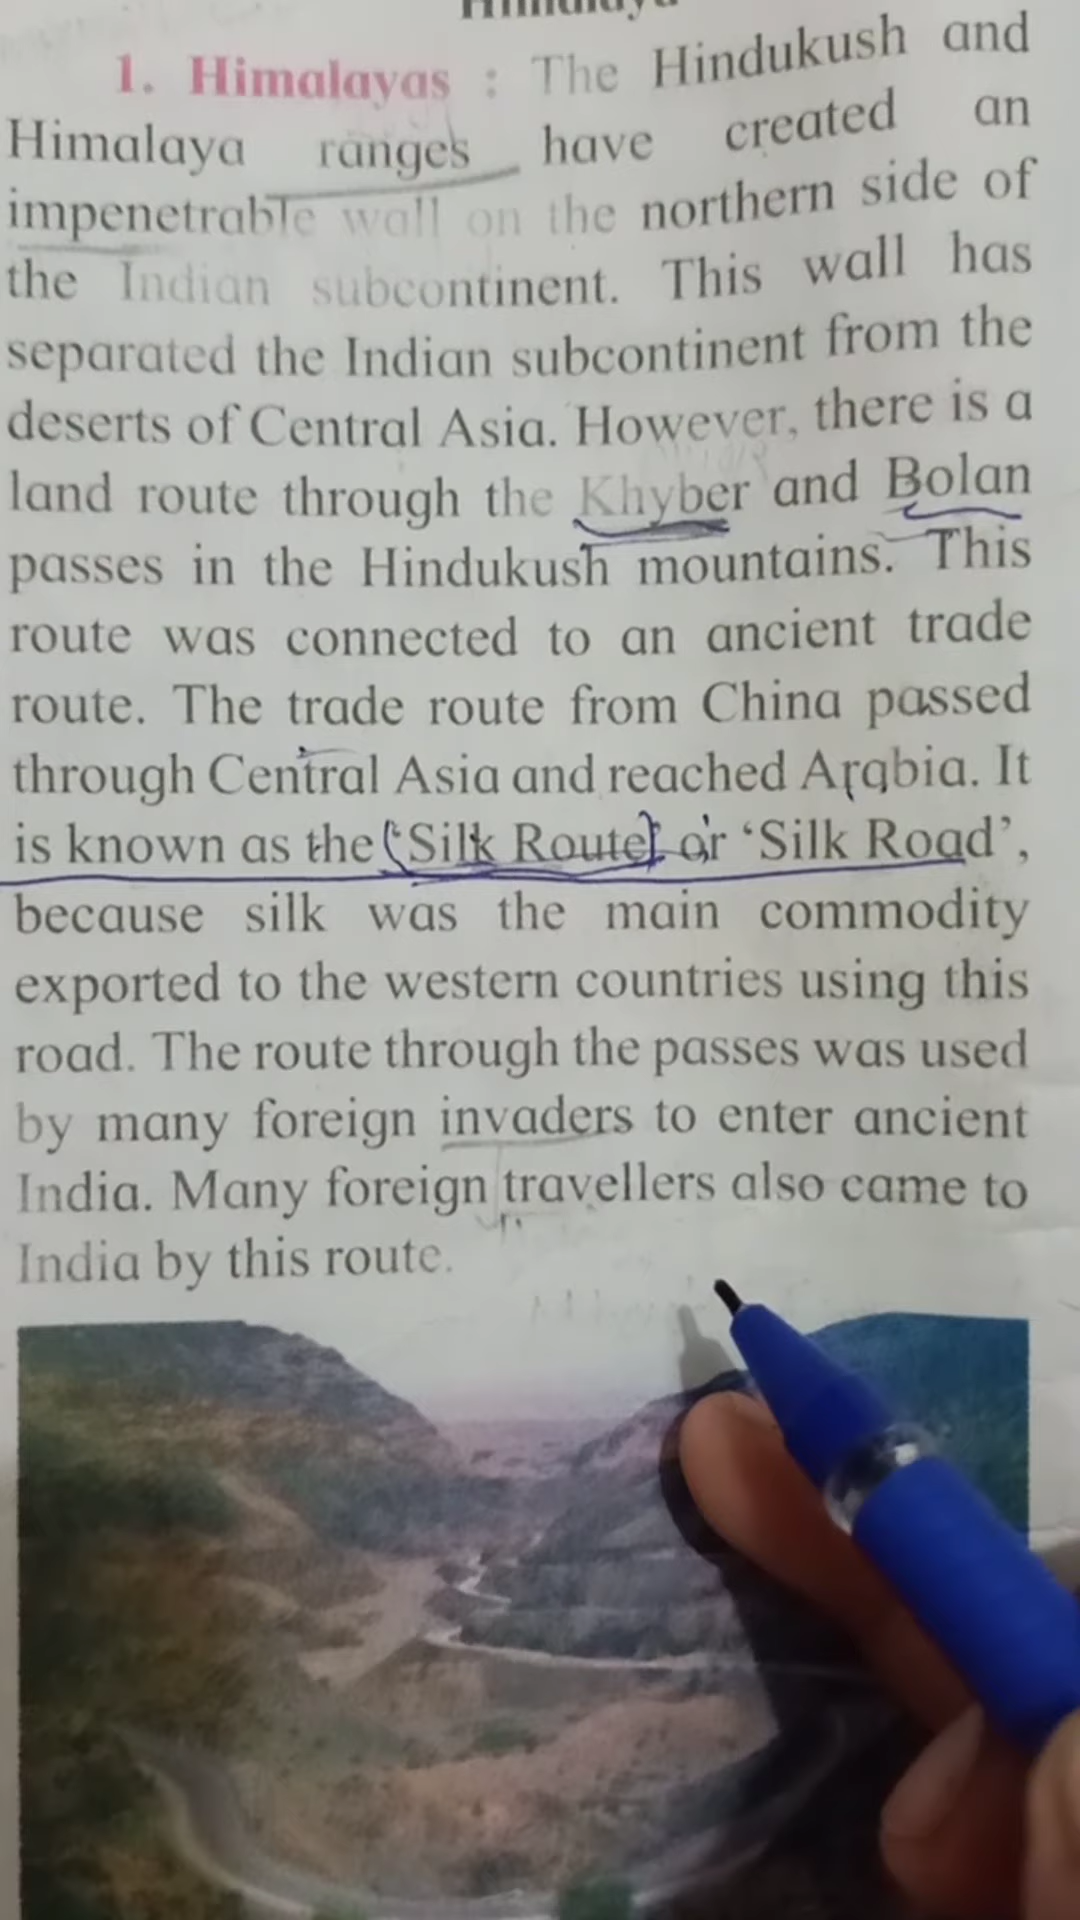 1. Himalayas : The Hindukush and
Himalaya ranges have created an
impenetrable wall on the northern side of
the Indian subcontinent. This wall has
separated the Indian subcontinent from the
deserts of Central Asia. However, there is a
land route through the Khyber and Bolan
passes in the Hindukush mountains. This
route was connected to an ancient trade
route. The trade route from China passed
through Central Asia and reached Arabia. It
is known as the ‘Silk Route’ or ‘Silk Road’,
because silk was the main commodity
exported to the western countries using this
road. The route through the passes was used
by many foreign invaders to enter ancient
India. Many foreign travellers also came to
India by this route.